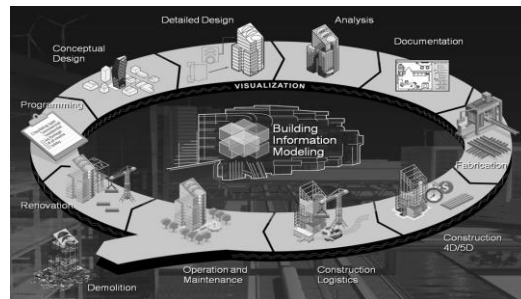 Detailed Design
Analysis
Conceptual
Design
Documentation
VISUALIZATION
Programming
Building
Information
Modeling
Fabrication
Renovation
Construction
4D/5D
Demolition
Operation and
Maintenance
Construction
Logistics